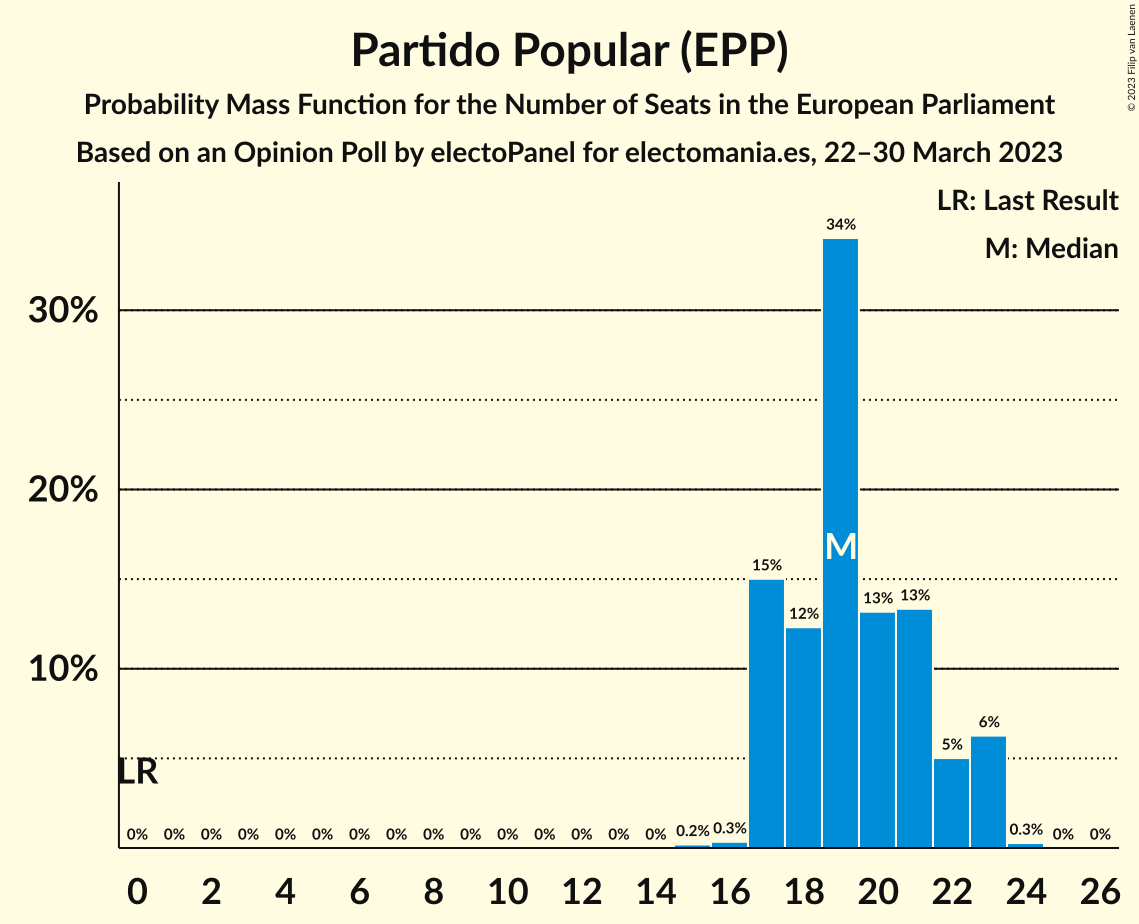 Partido Popular (EPP)
Probability Mass Function for the Number of Seats in the European Parliament
Based on an Opinion Poll by electoPanel for electomania.es, 22–30 March 2023
© 2023 Filip van Laenen
LR: Last Result
M: Median
34%
30%
20%
M
15%
12%
13%
13%
10%
6%
5%
LR
0% 0% 0% 0% 0% 0% 0% 0% 0% 0% 0% 0% 0% 0% 0% 0.2% 0.3% 0.3% 0% 0%
0 2 4 6 8 10 12 14 16 18 20 22 24 26